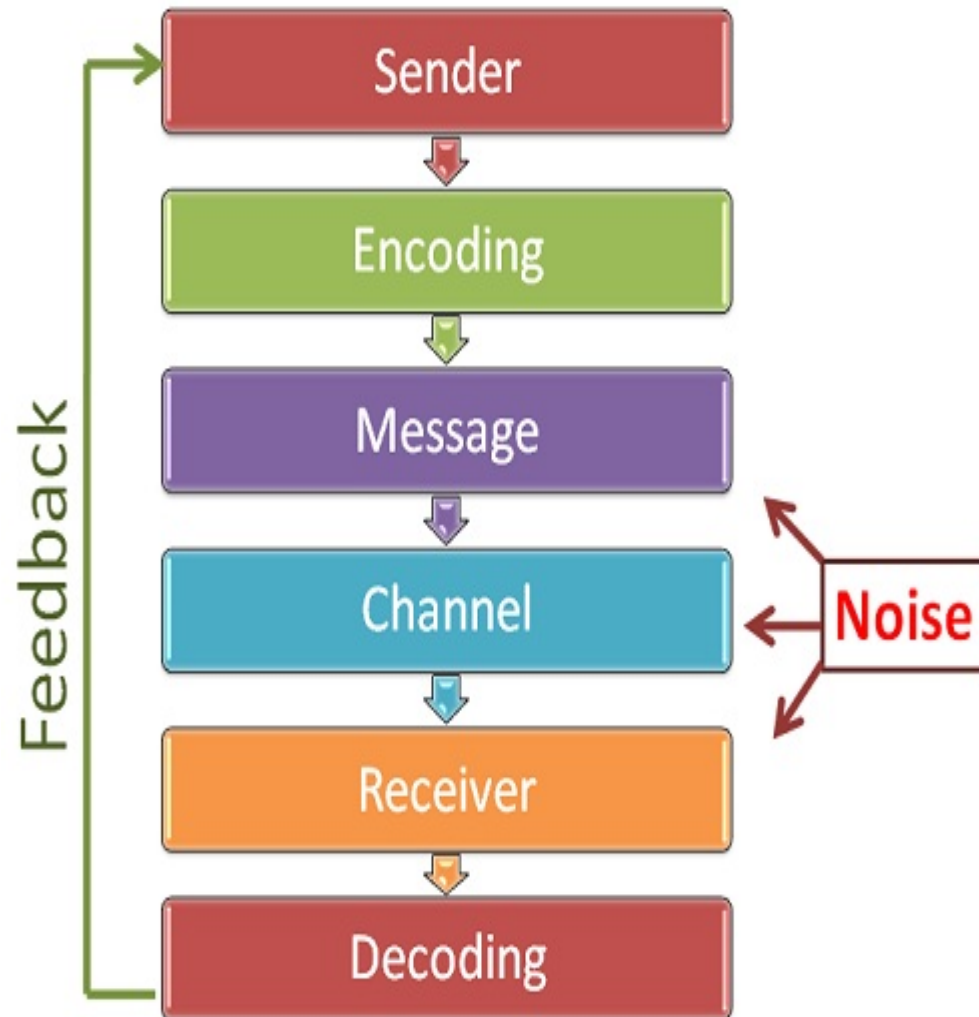 Sender
Encoding
Message
Channel
Receiver
Decoding
Feedback
Noise